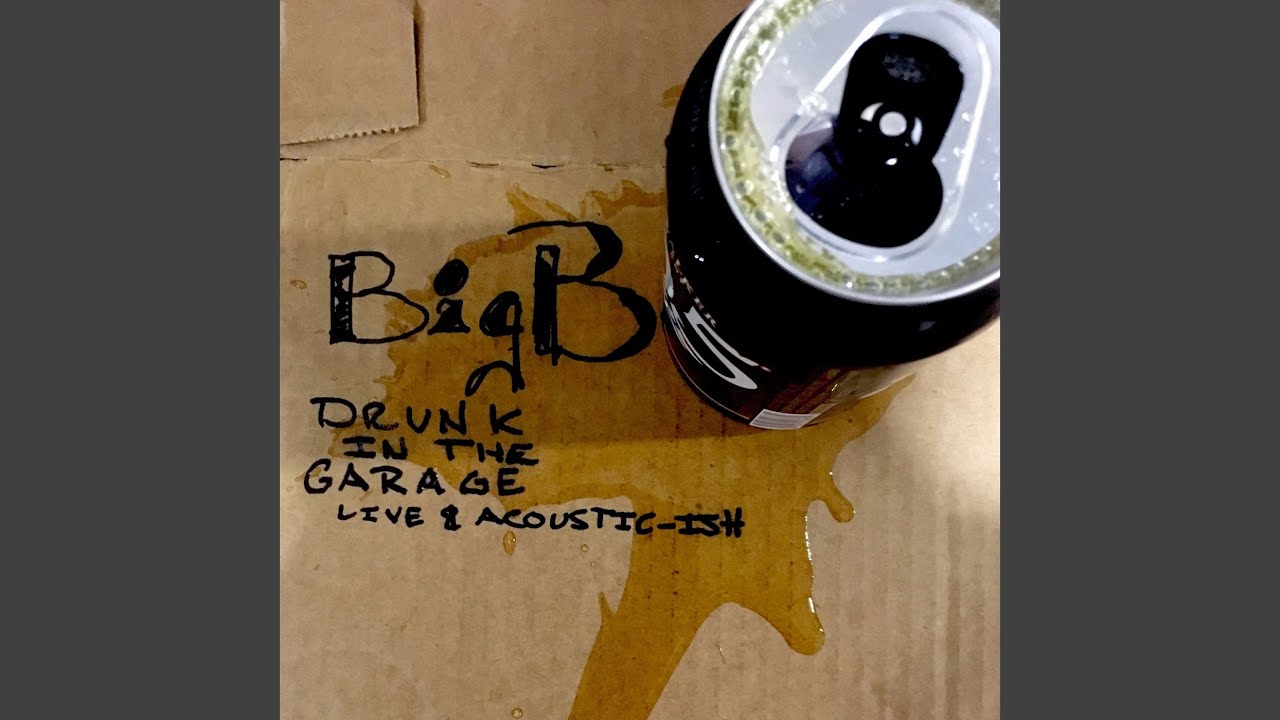 BigB
DRUNK
IN THE
GARAGE
LIVE & ACOUSTIC-ISH